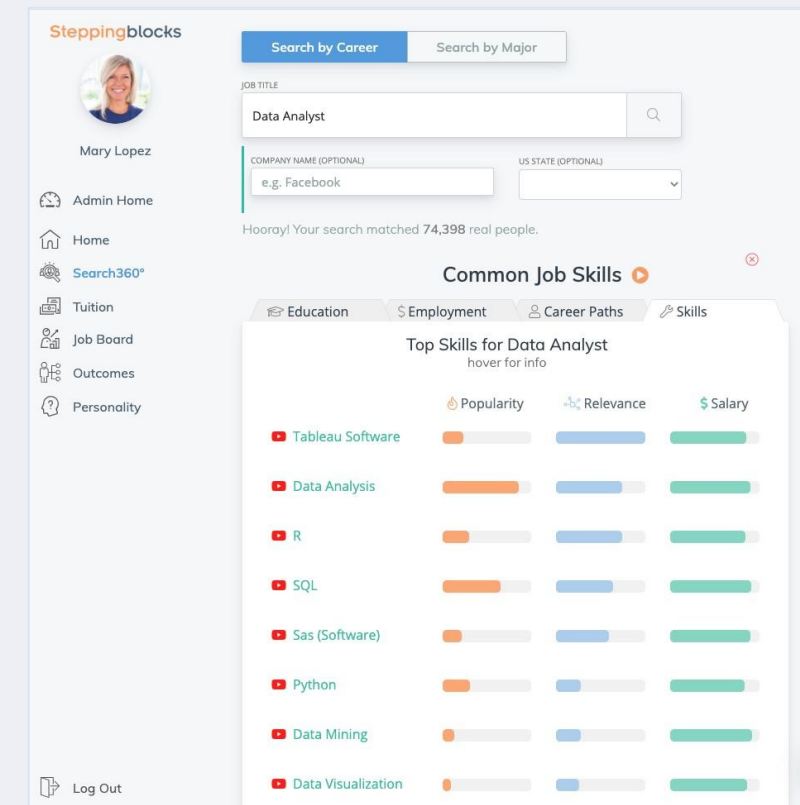 Steppingblocks
Mary Lopez
Admin Home
Home
Search360°
Tuition
Job Board
Outcomes
Personality
Log Out
Search by Career Search by Major
JOB TITLE
Data Analyst
COMPANY NAME (OPTIONAL) US STATE (OPTIONAL)
e.g. Facebook
Hooray! Your search matched 74,398 real people.
Common Job Skills
Education $ Employment Career Paths Skills
Top Skills for Data Analyst
hover for info
Popularity Relevance $ Salary
Tableau Software
Data Analysis
R
SQL
Sas (Software)
Python
Data Mining
Data Visualization